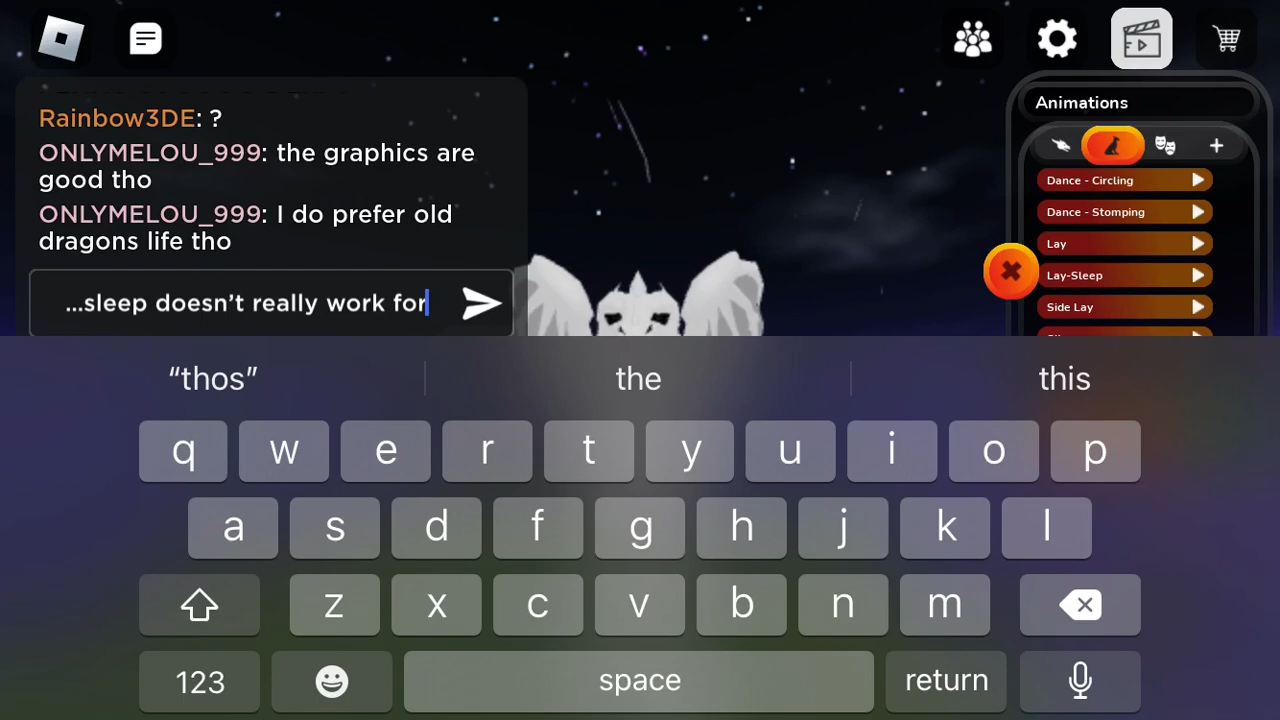 Rainbow3DE: ?
ONLYMELOU_999: the graphics are
good tho
ONLYMELOU_999: I do prefer old
dragons life tho
...sleep doesn’t really work for
Animations
Dance - Circling
Dance - Stomping
Lay
Lay-Sleep
Side Lay
“thos” the this
q w e r t y u i o p
a s d f g h j k l
z x c v b n m
123 space return